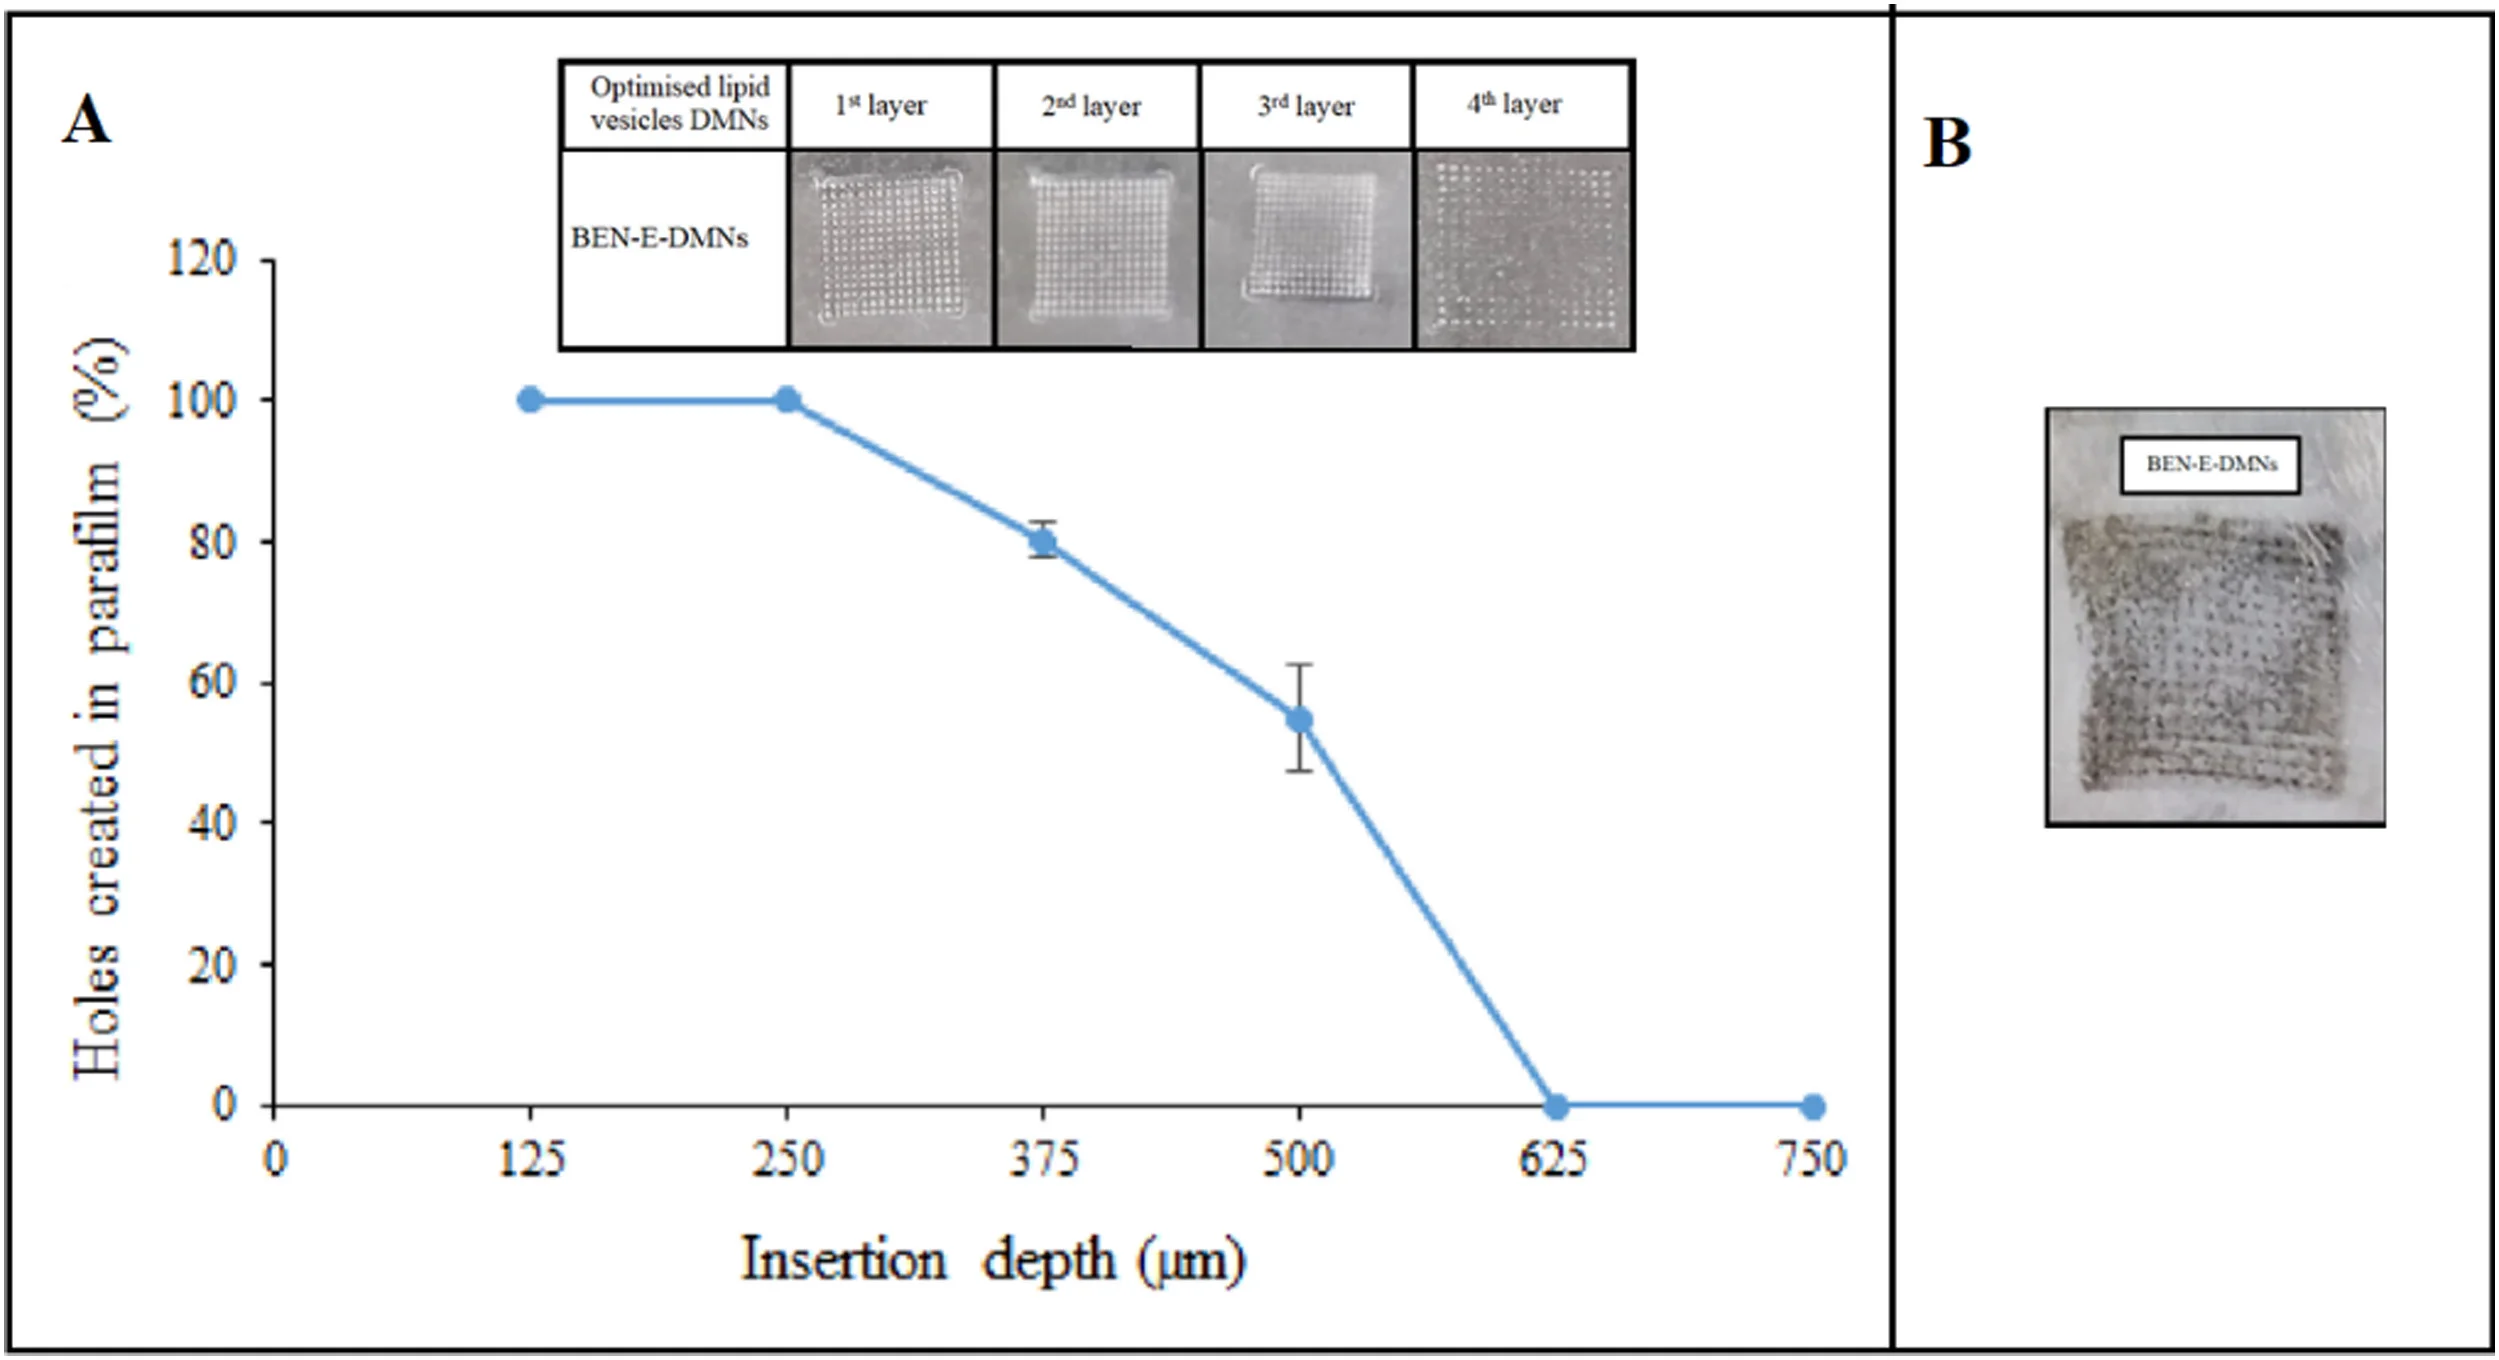 A
Optimised lipid
vesicles DMNs
1st layer
2nd layer
3rd layer
4th layer
BEN-E-DMNs
B
BEN-E-DMNs
Holes created in parafilm (%)
120
100
80
60
40
20
0
0 125 250 375 500 625 750
Insertion depth (μm)